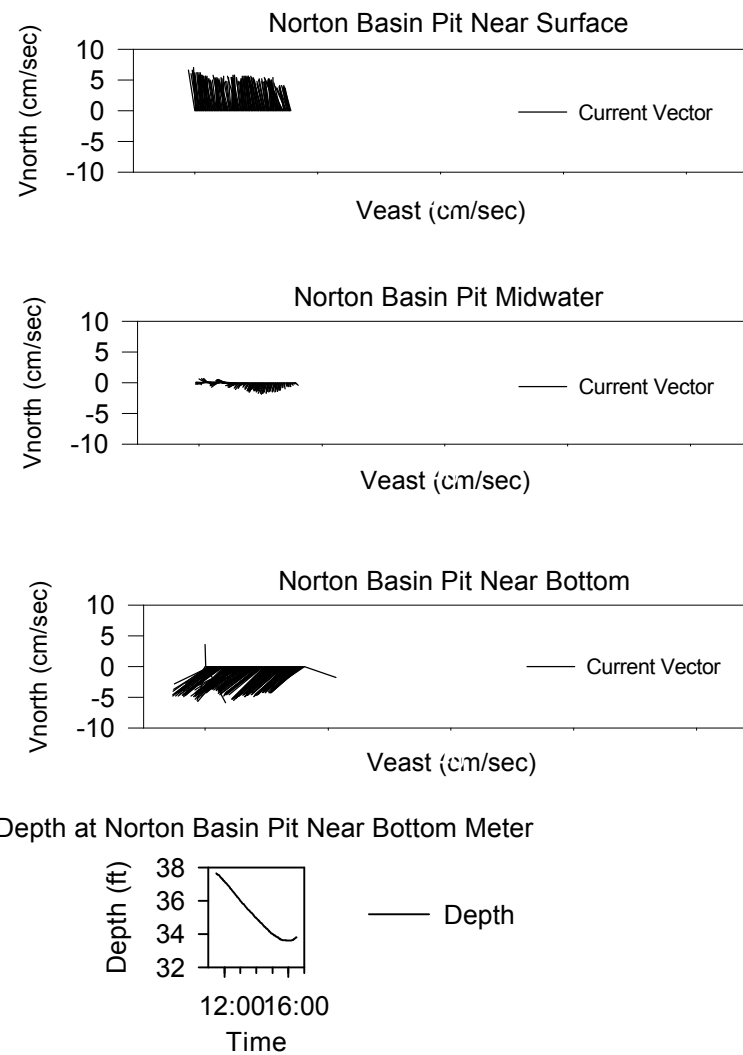 Norton Basin Pit Near Surface
Vnorth (cm/sec)
10
5
0
-5
-10
Current Vector
Veast (cm/sec)
Norton Basin Pit Midwater
Vnorth (cm/sec)
10
5
0
-5
-10
Current Vector
Veast (cm/sec)
Norton Basin Pit Near Bottom
Vnorth (cm/sec)
10
5
0
-5
-10
Current Vector
Veast (cm/sec)
Depth at Norton Basin Pit Near Bottom Meter
Depth (ft)
38
36
34
32
Depth
12:00 16:00
Time